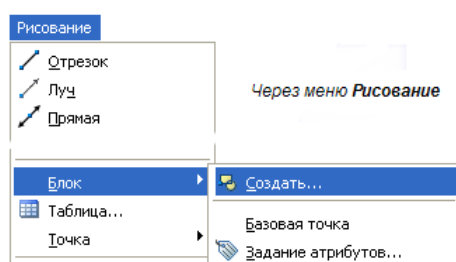 Рисование
Отрезок
Луч
Через меню Рисование
Прямая
Блок
Создать...
Таблица...
Базовая точка
Точка
Задание атрибутов...